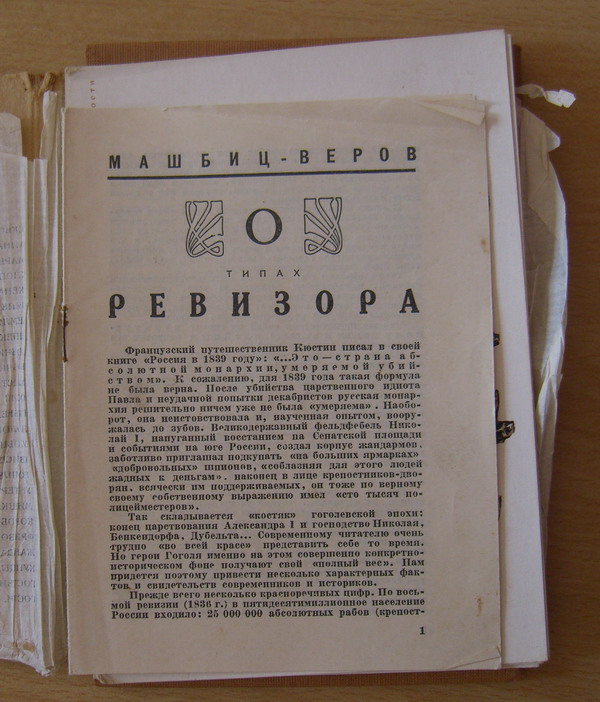 МАШБИЦ-ВЕРОВ
О
ТИПАХ
РЕВИЗОРА
Французский путешественник Кюстин писал в своей
книге «Россия в 1839 году»: «...Это — страна аб-
солютной монархии, умеряемой убий-
ством». К сожалению, для 1839 года такая формула
не была верна. После убийства царственного идиота
Павла и неудачной попытки декабристов русская монар-
хия решительно ничем уже не была «умеряема». Наобо-
рот, она неистовствовала и, наученная опытом, воору-
жалась до зубов. Великодержавный фельдфебель Нико-
лай I, напуганный восстанием на Сенатской площади
и событиями на юге России, создал корпус жандармов,
заботливо приглашал подкупать «на больших ярмарках»
«добровольных» шпионов, «соблазняя для этого людей
жадных к деньгам», наконец в лице крепостников-дво-
рян, всячески им поддерживаемых, он тоже по верному
своему собственному выражению имел «сто тысяч по-
лицеймейстеров».
Так складывается «костяк» гоголевской эпохи:
конец царствования Александра I и господство Николая,
Бенкендорфа, Дубельта... Современному читателю очень
трудно «во всей красе» представить себе то время.
Но герои Гоголя именно на этом совершенно конкретно-
историческом фоне получают свой «полный вес». Нам
придется поэтому привести несколько характерных фак-
тов и свидетельств современников и историков.
Прежде всего несколько красноречивых цифр. По вось-
мой ревизии (1836 г.) в пятидесятимиллионное население
России входило: 25 000 000 абсолютных рабов (крепост-
1